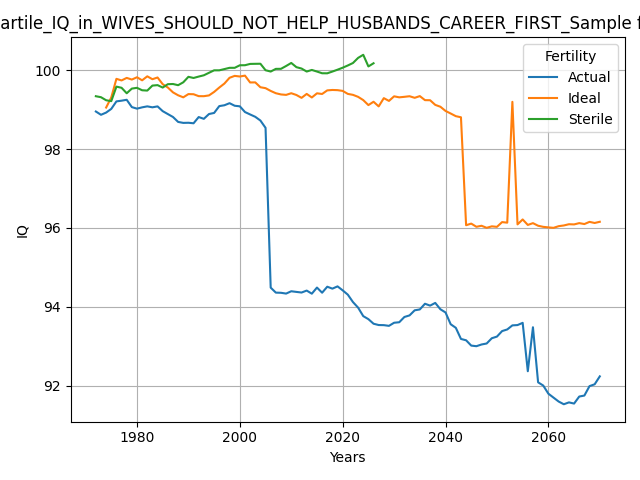 artile_IQ_in_WIVES_SHOULD_NOT_HELP_HUSBANDS_CAREER_FIRST_Sample f
Fertility
Actual
Ideal
Sterile
IQ
100
98
96
94
92
1980 2000 2020 2040 2060
Years